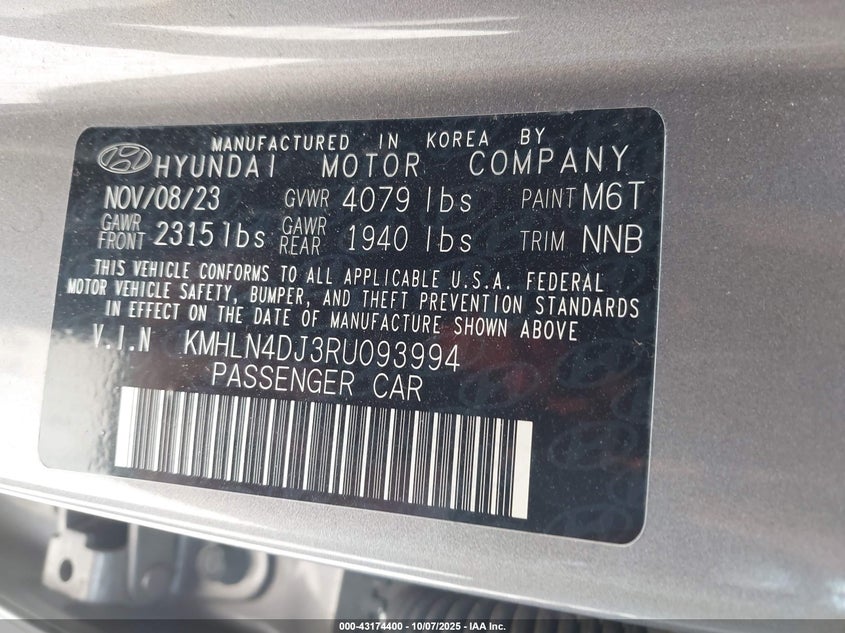 MANUFACTURED IN KOREA BY
HYUNDAI MOTOR COMPANY
NOV/08/23 GVWR 4079 lbs PAINT M6T
GAWR FRONT 2315 lbs GAWR REAR 1940 lbs TRIM NNB
THIS VEHICLE CONFORMS TO ALL APPLICABLE U.S.A. FEDERAL
MOTOR VEHICLE SAFETY, BUMPER, AND THEFT PREVENTION STANDARDS
IN EFFECT ON THE DATE OF MANUFACTURE SHOWN ABOVE
V.I.N KMHLN4DJ3RU093994
PASSENGER CAR
000-43174400 - 10/07/2025 - IAA Inc.